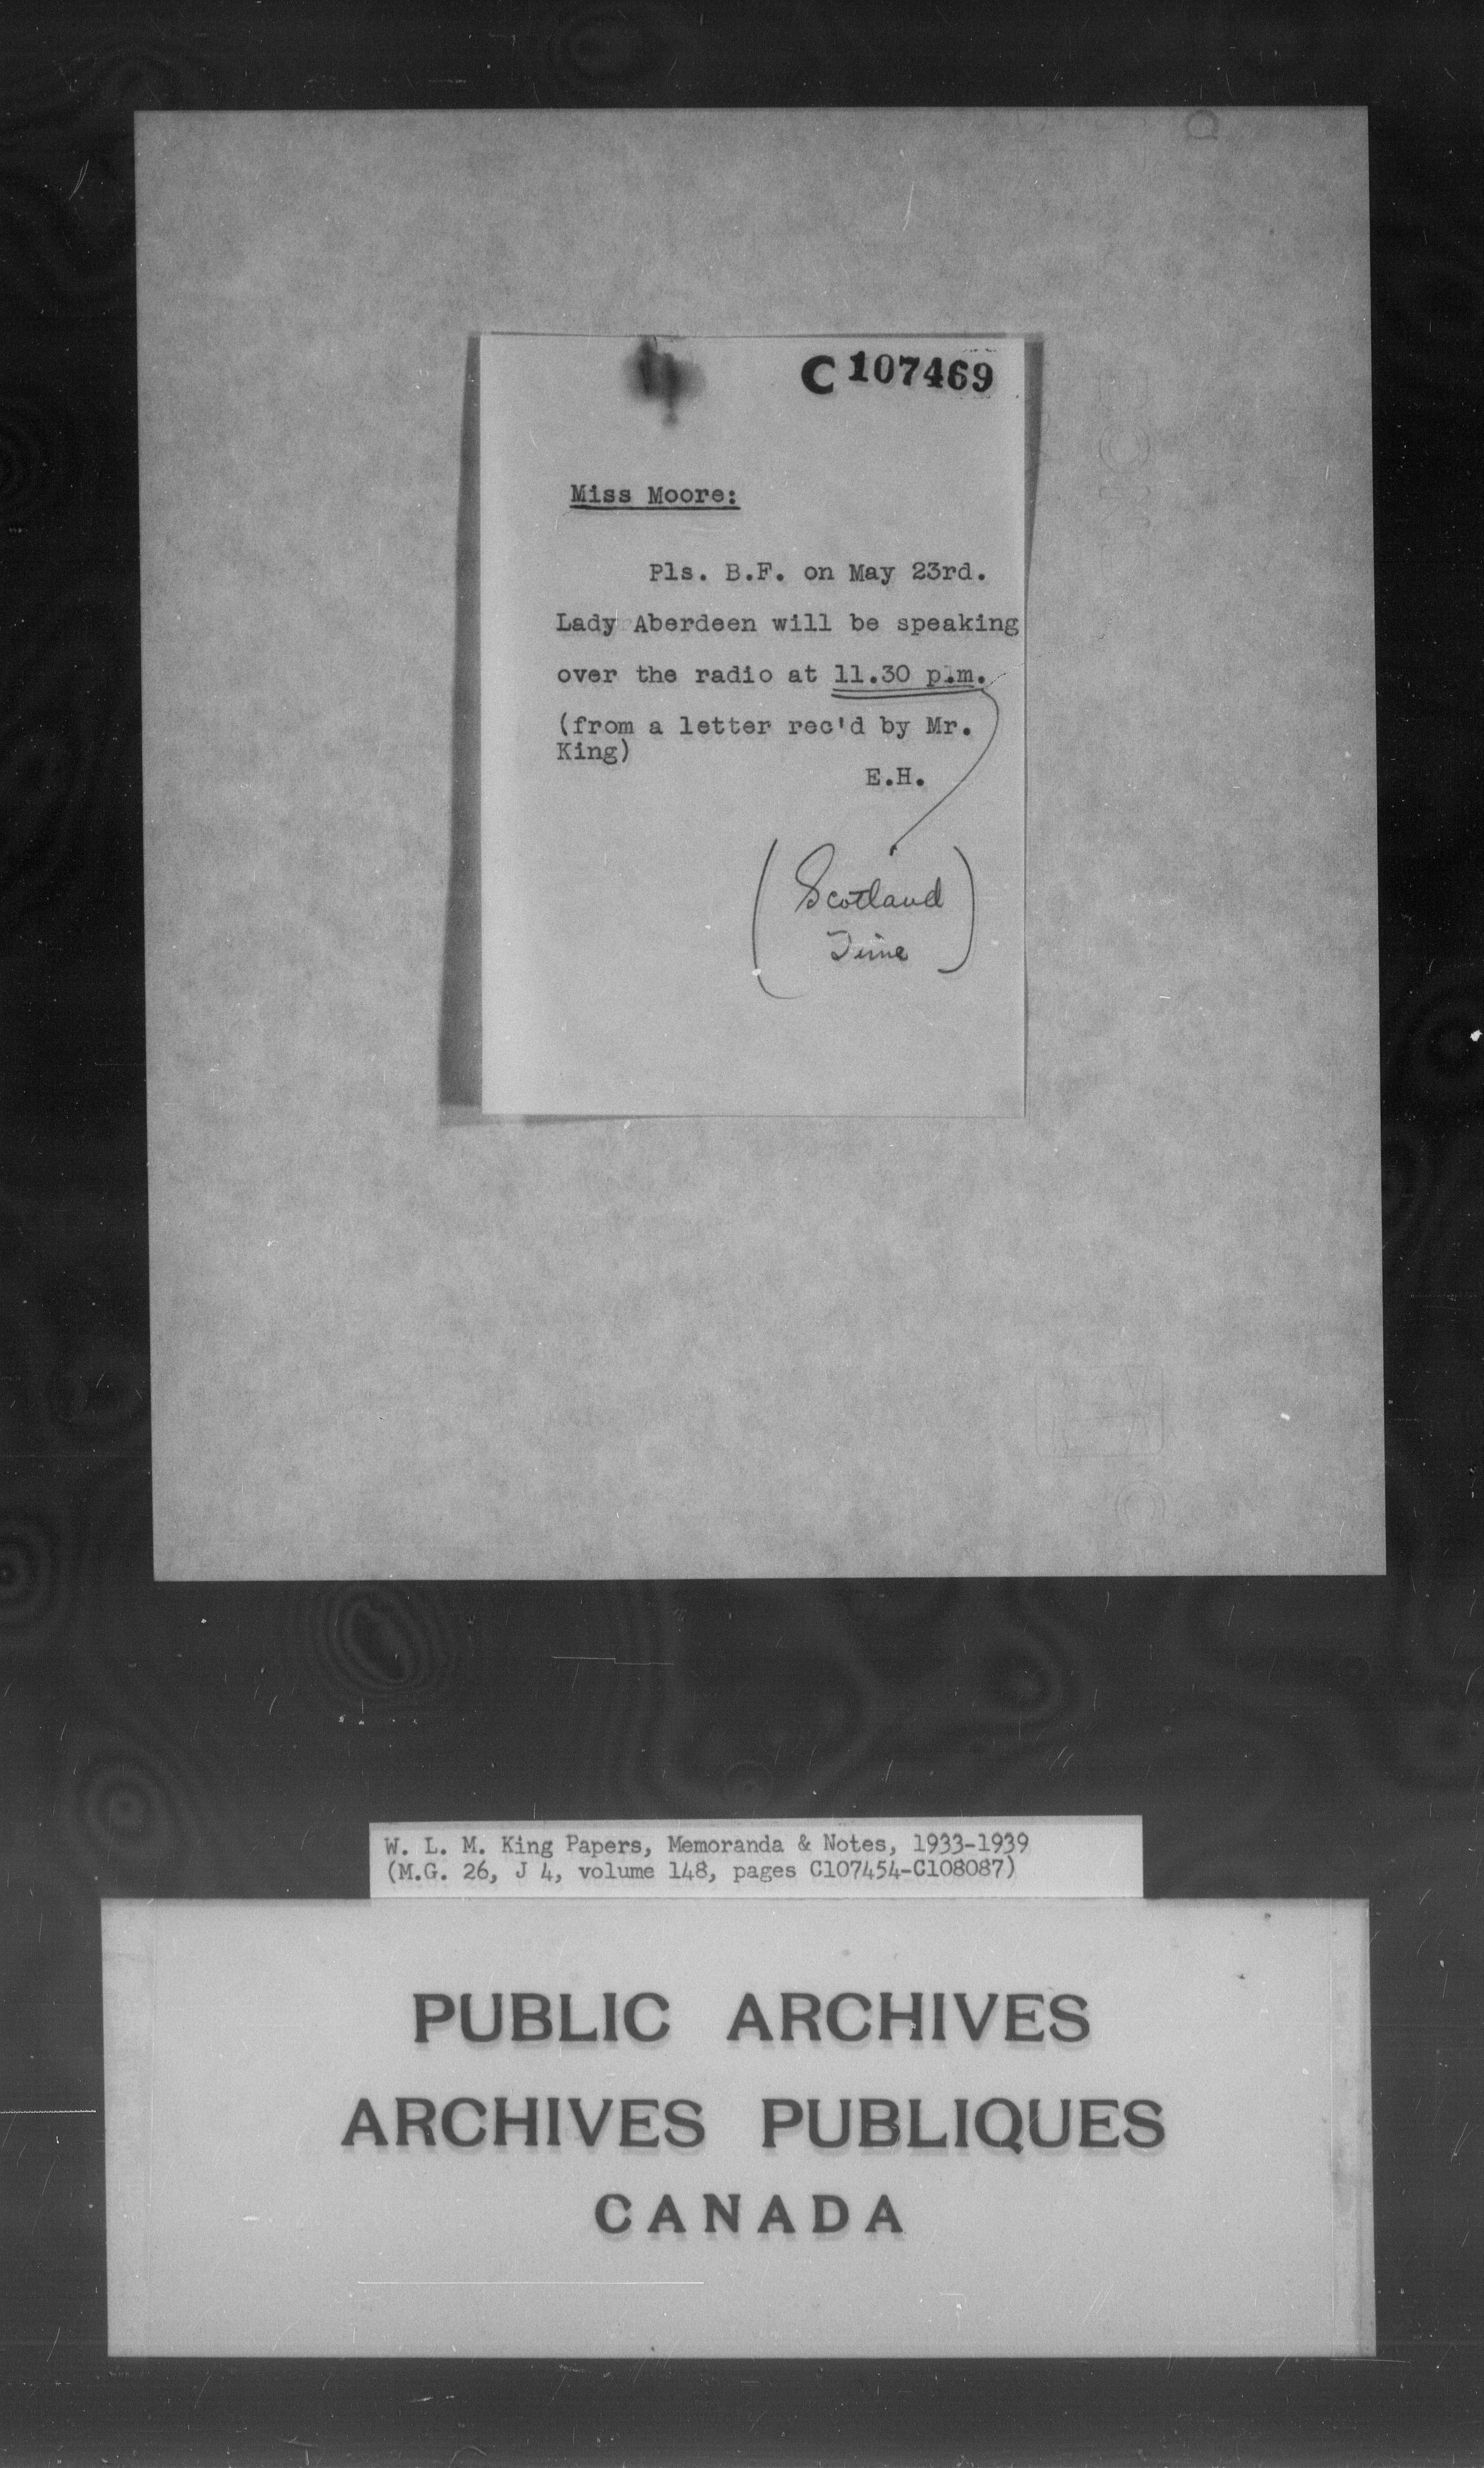 C 107469
Miss Moore:
Pls. B.F. on May 23rd.
Lady Aberdeen will be speaking
over the radio at 11.30 p.m.
(from a letter rec'd by Mr.
King)
E.H.
(Scotland
Time)
W. L. M. King Papers, Memoranda & Notes, 1933-1939
(M.G. 26, J 4, volume 148, pages C107454-C108087)
PUBLIC ARCHIVES
ARCHIVES PUBLIQUES
CANADA